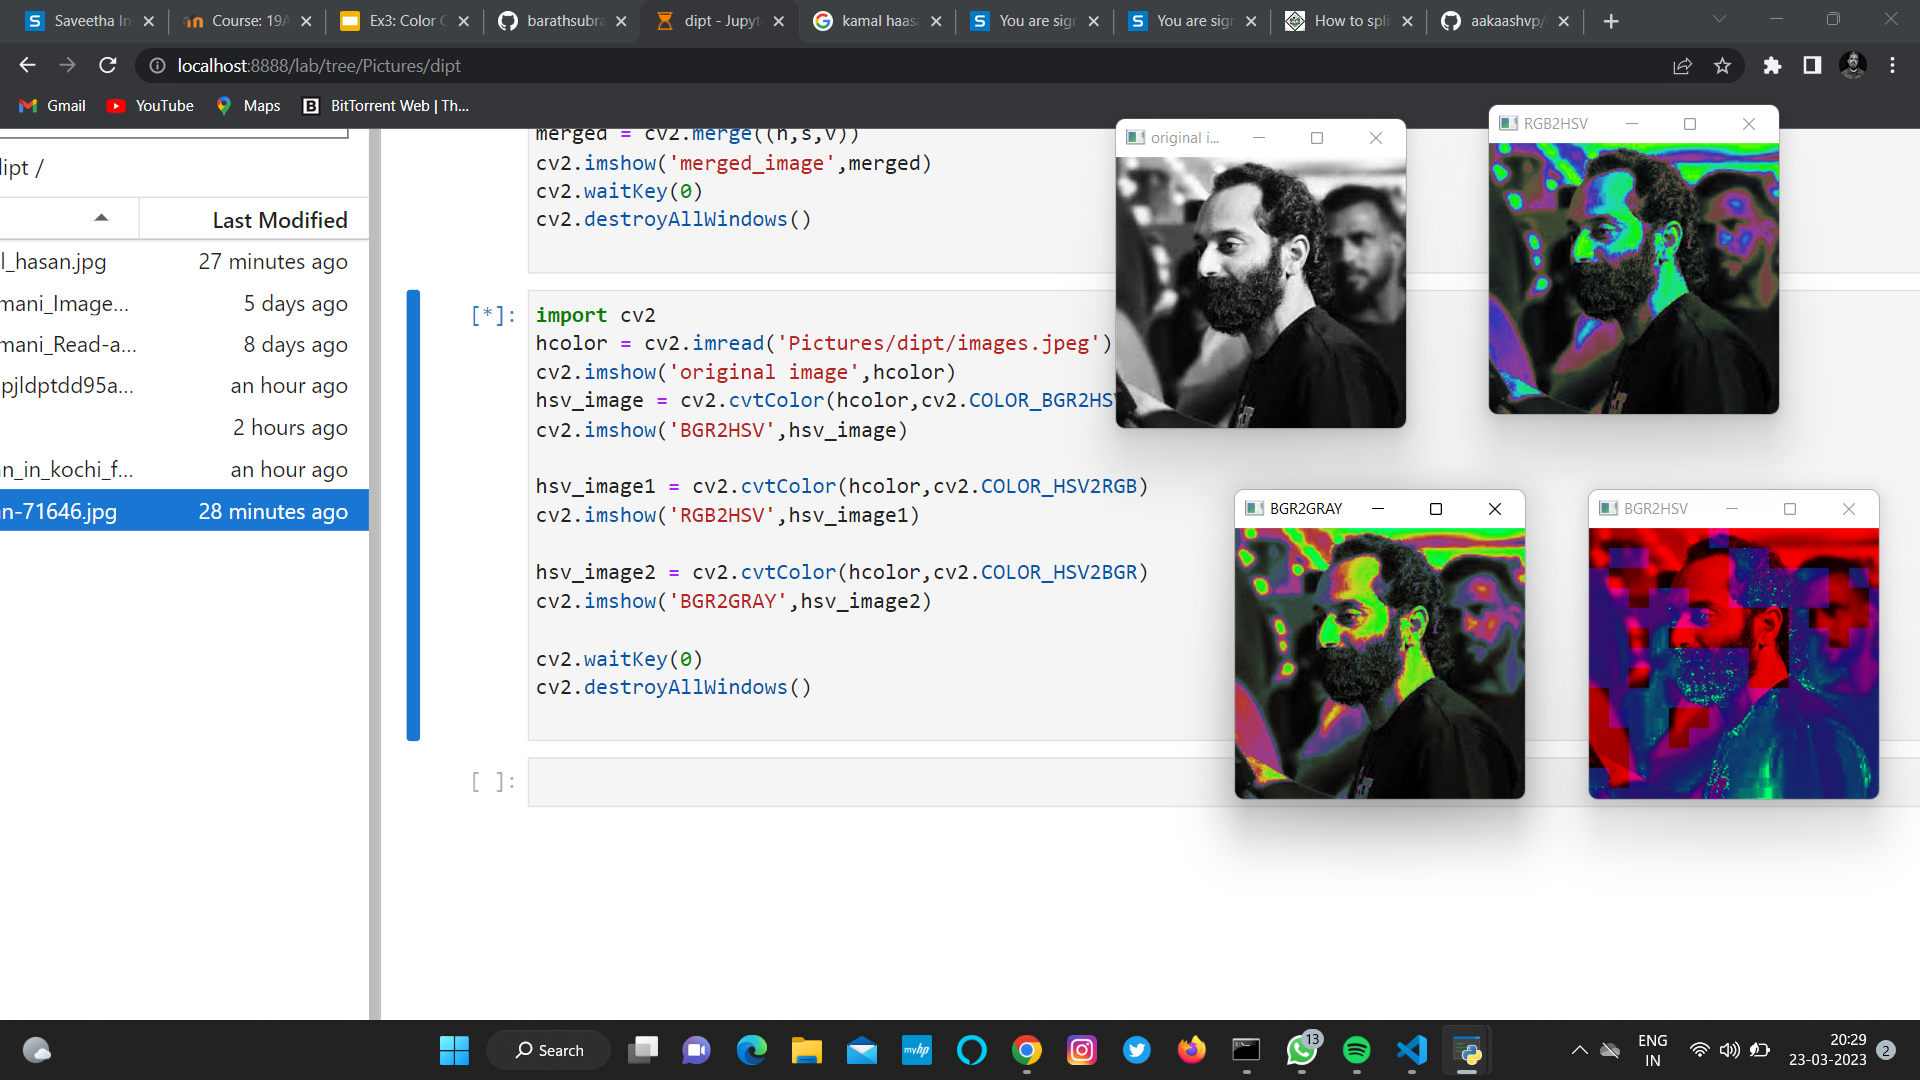 Saveetha In
Course: 19A
Ex3: Color C
barathsubra
dipt - Jupyt
kamal haas
You are sig
You are sig
How to spli
aakaashvp/
localhost:8888/lab/tree/Pictures/dipt
Gmail
YouTube
Maps
BitTorrent Web | Th...
dipt /
Last Modified
l_hasan.jpg 27 minutes ago
mani_Image... 5 days ago
mani_Read-a... 8 days ago
pjldptdd95a... an hour ago
2 hours ago
n_in_kochi_f... an hour ago
n-71646.jpg 28 minutes ago
merged = cv2.merge((h,s,v))
cv2.imshow('merged_image',merged)
cv2.waitKey(0)
cv2.destroyAllWindows()
[*]:
import cv2
hcolor = cv2.imread('Pictures/dipt/images.jpeg')
cv2.imshow('original image',hcolor)
hsv_image = cv2.cvtColor(hcolor,cv2.COLOR_BGR2HSV
cv2.imshow('BGR2HSV',hsv_image)
hsv_image1 = cv2.cvtColor(hcolor,cv2.COLOR_HSV2RGB)
cv2.imshow('RGB2HSV',hsv_image1)
hsv_image2 = cv2.cvtColor(hcolor,cv2.COLOR_HSV2BGR)
cv2.imshow('BGR2GRAY',hsv_image2)
cv2.waitKey(0)
cv2.destroyAllWindows()
[ ]:
original i...
RGB2HSV
BGR2GRAY
BGR2HSV
Search
myhp
13
ENG
IN
20:29
23-03-2023
2